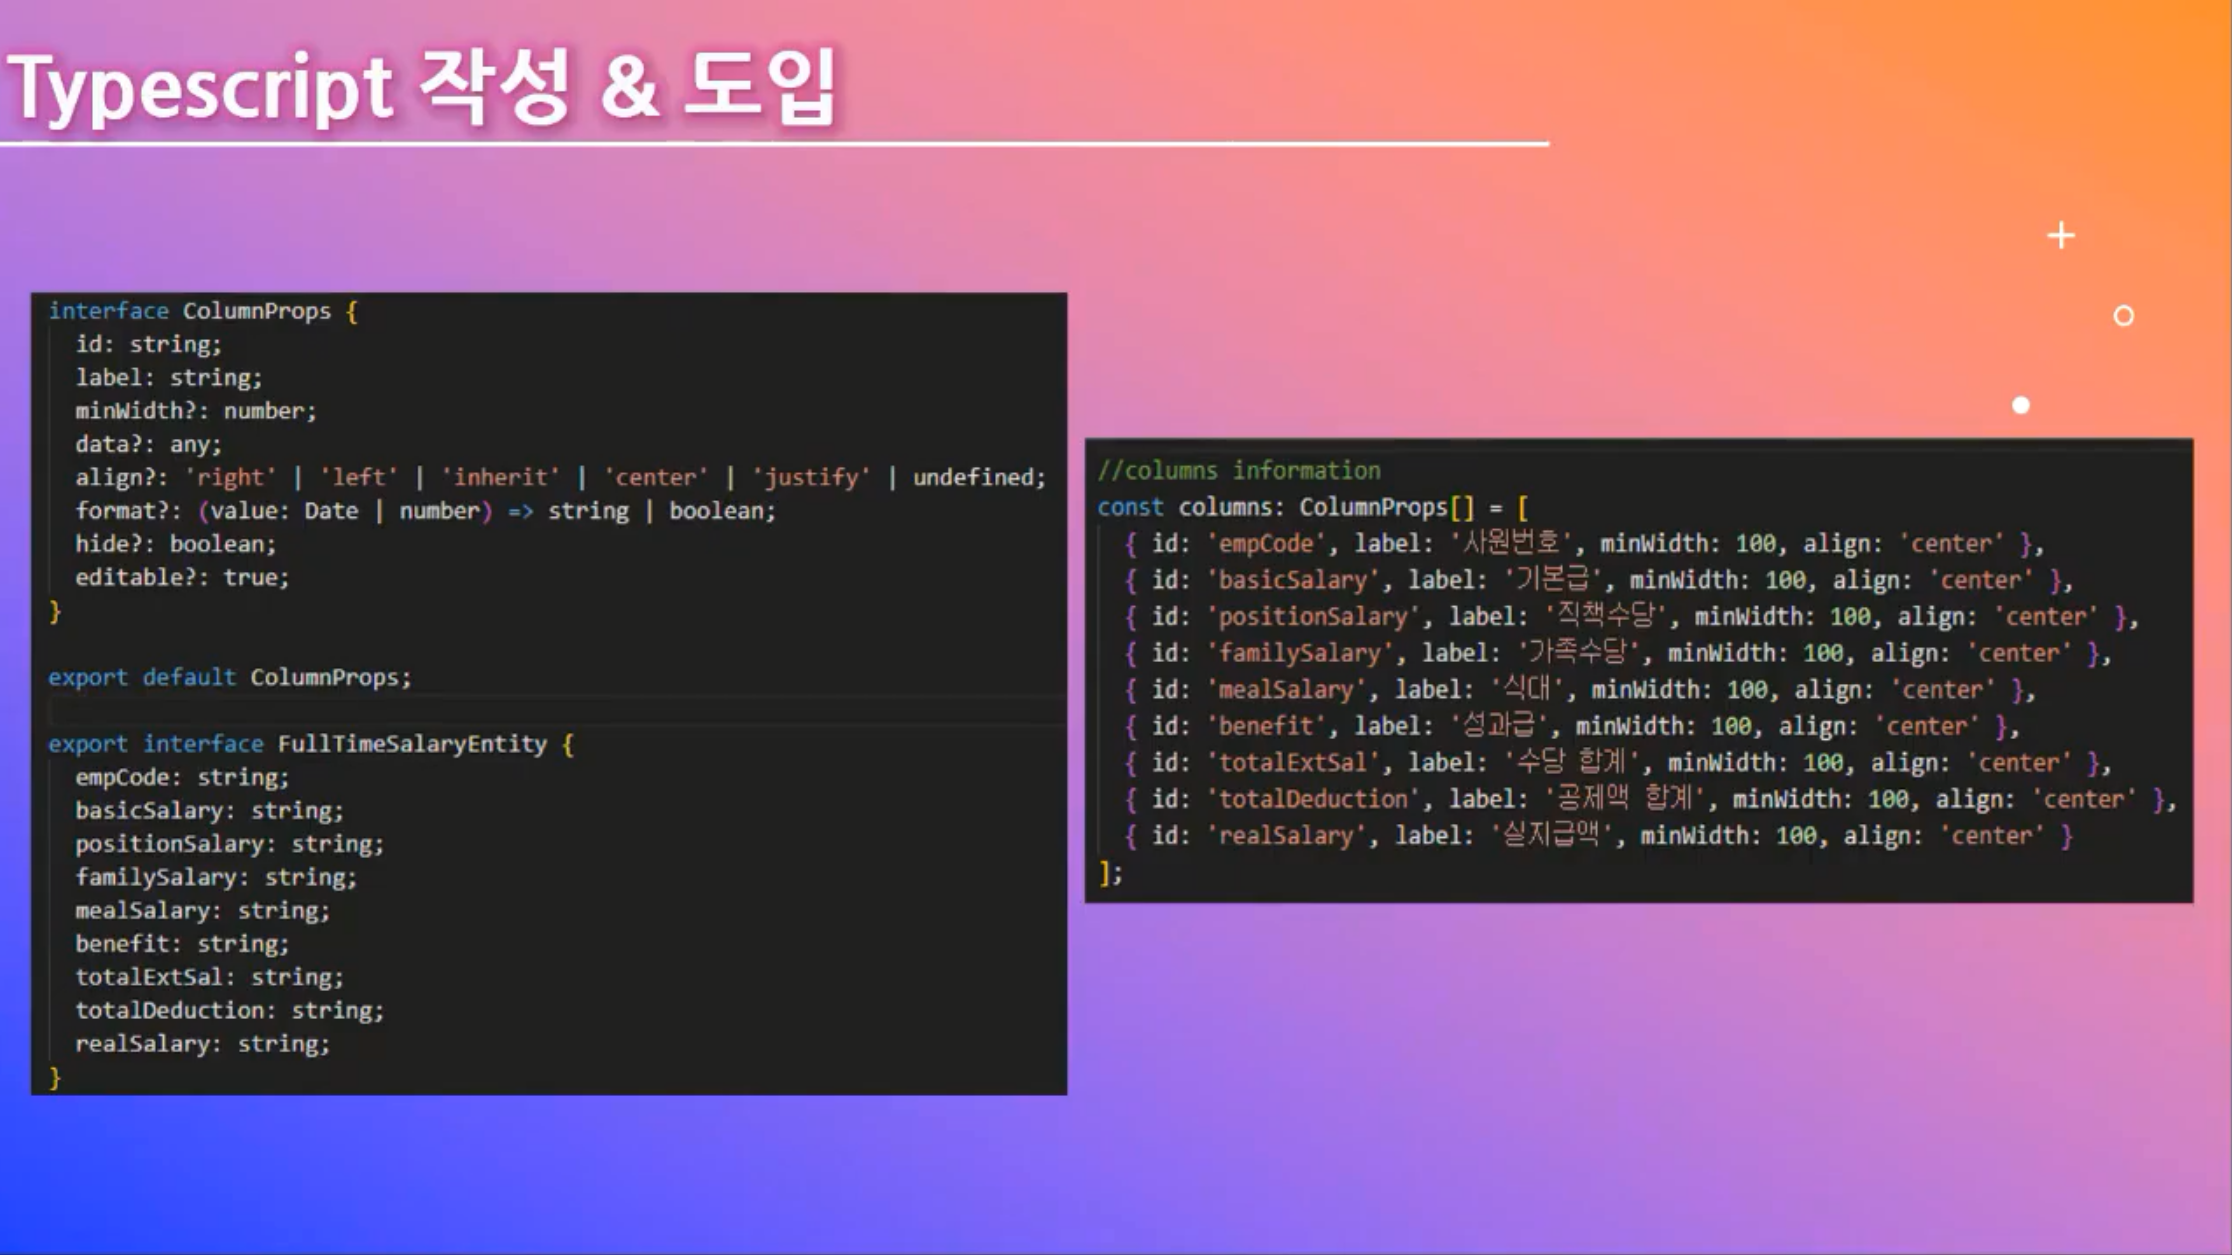 Typescript 작성 & 도입
interface ColumnProps {
id: string;
label: string;
minWidth?: number;
data?: any;
align?: 'right' | 'left' | 'inherit' | 'center' | 'justify' | undefined;
format?: (value: Date | number) => string | boolean;
hide?: boolean;
editable?: true;
}
export default ColumnProps;
export interface FullTimeSalaryEntity {
empCode: string;
basicSalary: string;
positionSalary: string;
familySalary: string;
mealSalary: string;
benefit: string;
totalExtSal: string;
totalDeduction: string;
realSalary: string;
}
//columns information
const columns: ColumnProps[] = [
{ id: 'empCode', label: '사원번호', minWidth: 100, align: 'center' },
{ id: 'basicSalary', label: '기본급', minWidth: 100, align: 'center' },
{ id: 'positionSalary', label: '직책수당', minWidth: 100, align: 'center' },
{ id: 'familySalary', label: '가족수당', minWidth: 100, align: 'center' },
{ id: 'mealSalary', label: '식대', minWidth: 100, align: 'center' },
{ id: 'benefit', label: '성과급', minWidth: 100, align: 'center' },
{ id: 'totalExtSal', label: '수당 합계', minWidth: 100, align: 'center' },
{ id: 'totalDeduction', label: '공제액 합계', minWidth: 100, align: 'center' },
{ id: 'realSalary', label: '실지급액', minWidth: 100, align: 'center' }
];